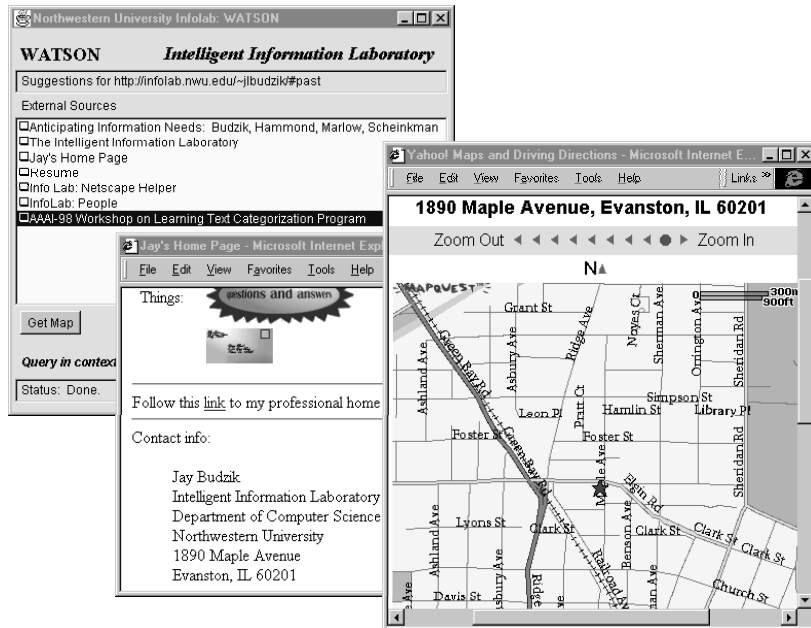 Northwestern University Infolab: WATSON
WATSON Intelligent Information Laboratory
Suggestions for http://infolab.nwu.edu/~jlbudzik/#past
External Sources
Anticipating Information Needs: Budzik, Hammond, Marlow, Scheinkman
The Intelligent Information Laboratory
Jay's Home Page
Resume
Info Lab: Netscape Helper
InfoLab: People
AAAI-98 Workshop on Learning Text Categorization Program
Get Map
Query in context
Status: Done.
Jay's Home Page - Microsoft Internet Expl
File Edit View Favorites Tools Help
Things:
questions and answers
Follow this link to my professional home
Contact info:
Jay Budzik
Intelligent Information Laboratory
Department of Computer Science
Northwestern University
1890 Maple Avenue
Evanston, IL 60201
Yahoo! Maps and Driving Directions - Microsoft Internet E...
File Edit View Favorites Tools Help Links »
1890 Maple Avenue, Evanston, IL 60201
Zoom Out Zoom In
N
MAPQUEST
0 300m
900ft
Grant St
Green Bay Rd
Ridge Ave
Noyes Ct
Sherman Ave
Orrington Av
Sheridan Rd
Ashland Ave
Asbury Ave
Pratt Ct
Simpson St
Leon Pl
Hamlin St
Library Pl
Foster St
Foster St
Green Bay Rd
Maple Ave
Elgin Rd
Sheridan Rd
Lyons St
Clark St
Clark St
Clark St
Ashland Ave
Asbury Ave
Benson Ave
Railroad Av
Church St
Davis St
Ridge
Sherman Ave